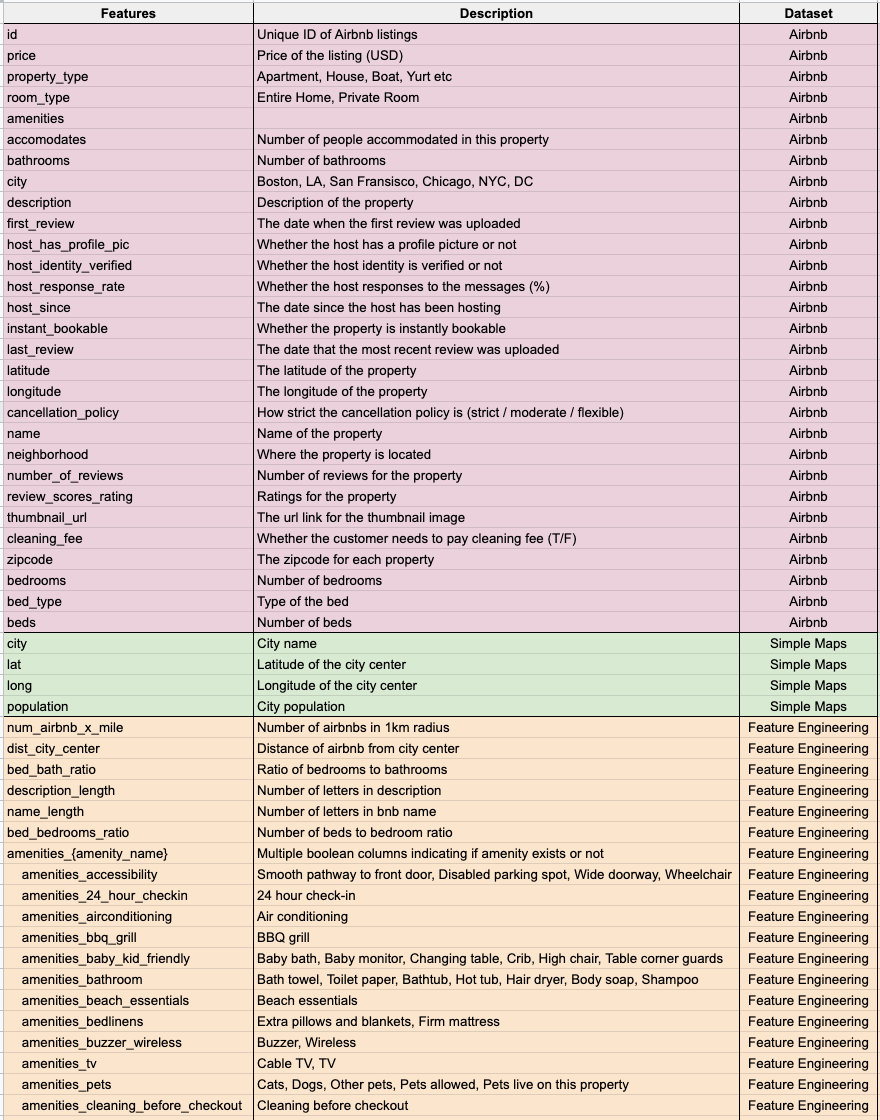 Features Description Dataset
id Unique ID of Airbnb listings Airbnb
price Price of the listing (USD) Airbnb
property_type Apartment, House, Boat, Yurt etc Airbnb
room_type Entire Home, Private Room Airbnb
amenities Airbnb
accomodates Number of people accommodated in this property Airbnb
bathrooms Number of bathrooms Airbnb
city Boston, LA, San Fransisco, Chicago, NYC, DC Airbnb
description Description of the property Airbnb
first_review The date when the first review was uploaded Airbnb
host_has_profile_pic Whether the host has a profile picture or not Airbnb
host_identity_verified Whether the host identity is verified or not Airbnb
host_response_rate Whether the host responses to the messages (%) Airbnb
host_since The date since the host has been hosting Airbnb
instant_bookable Whether the property is instantly bookable Airbnb
last_review The date that the most recent review was uploaded Airbnb
latitude The latitude of the property Airbnb
longitude The longitude of the property Airbnb
cancellation_policy How strict the cancellation policy is (strict / moderate / flexible) Airbnb
name Name of the property Airbnb
neighborhood Where the property is located Airbnb
number_of_reviews Number of reviews for the property Airbnb
review_scores_rating Ratings for the property Airbnb
thumbnail_url The url link for the thumbnail image Airbnb
cleaning_fee Whether the customer needs to pay cleaning fee (T/F) Airbnb
zipcode The zipcode for each property Airbnb
bedrooms Number of bedrooms Airbnb
bed_type Type of the bed Airbnb
beds Number of beds Airbnb
city City name Simple Maps
lat Latitude of the city center Simple Maps
long Longitude of the city center Simple Maps
population City population Simple Maps
num_airbnb_x_mile Number of airbnbs in 1km radius Feature Engineering
dist_city_center Distance of airbnb from city center Feature Engineering
bed_bath_ratio Ratio of bedrooms to bathrooms Feature Engineering
description_length Number of letters in description Feature Engineering
name_length Number of letters in bnb name Feature Engineering
bed_bedrooms_ratio Number of beds to bedroom ratio Feature Engineering
amenities_{amenity_name} Multiple boolean columns indicating if amenity exists or not Feature Engineering
amenities_accessibility Smooth pathway to front door, Disabled parking spot, Wide doorway, Wheelchair Feature Engineering
amenities_24_hour_checkin 24 hour check-in Feature Engineering
amenities_airconditioning Air conditioning Feature Engineering
amenities_bbq_grill BBQ grill Feature Engineering
amenities_baby_kid_friendly Baby bath, Baby monitor, Changing table, Crib, High chair, Table corner guards Feature Engineering
amenities_bathroom Bath towel, Toilet paper, Bathtub, Hot tub, Hair dryer, Body soap, Shampoo Feature Engineering
amenities_beach_essentials Beach essentials Feature Engineering
amenities_bedlinens Extra pillows and blankets, Firm mattress Feature Engineering
amenities_buzzer_wireless Buzzer, Wireless Feature Engineering
amenities_tv Cable TV, TV Feature Engineering
amenities_pets Cats, Dogs, Other pets, Pets allowed, Pets live on this property Feature Engineering
amenities_cleaning_before_checkout Cleaning before checkout Feature Engineering